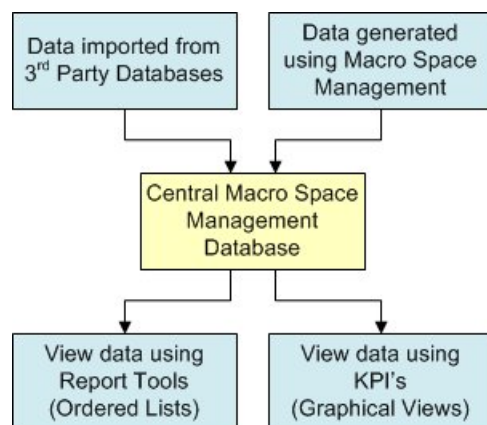 Data imported from
3rd Party Databases
Data generated
using Macro Space
Management
Central Macro Space
Management
Database
View data using
Report Tools
(Ordered Lists)
View data using
KPI's
(Graphical Views)